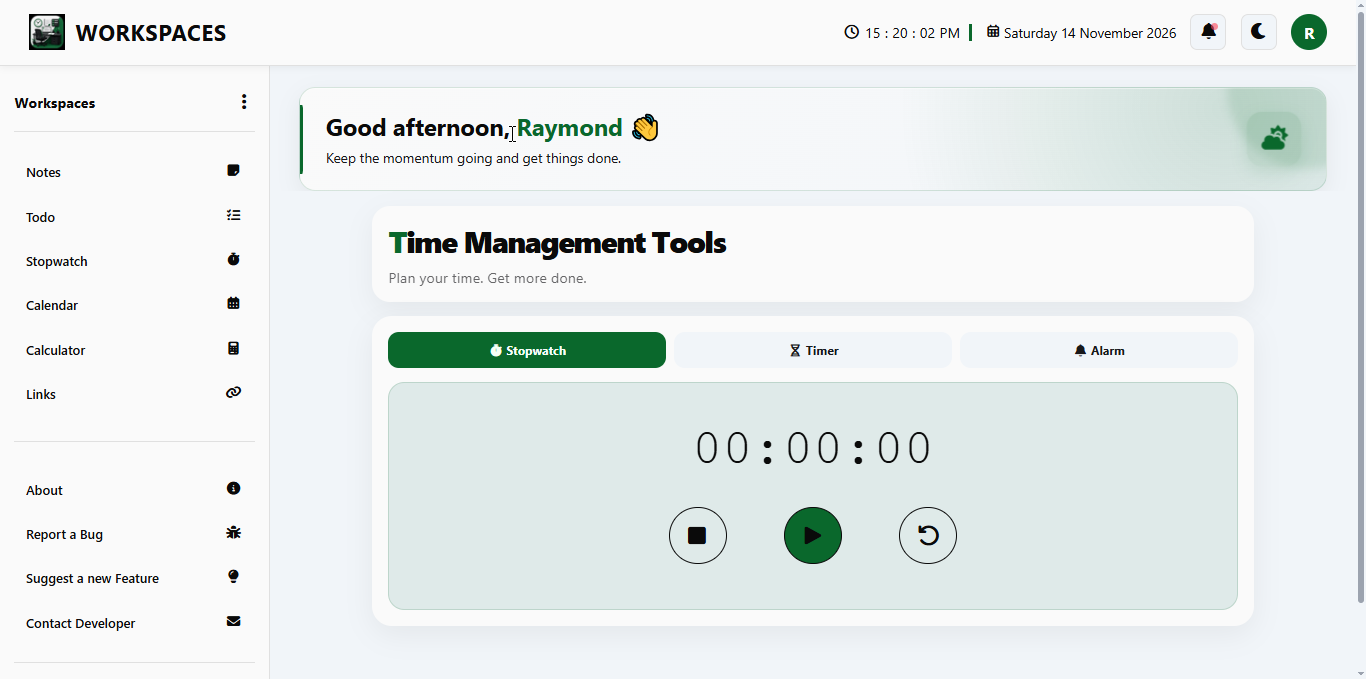 WORKSPACES
15 : 20 : 02 PM
Saturday 14 November 2026
R
Workspaces
Notes
Todo
Stopwatch
Calendar
Calculator
Links
About
Report a Bug
Suggest a new Feature
Contact Developer
Good afternoon, Raymond 👋
Keep the momentum going and get things done.
Time Management Tools
Plan your time. Get more done.
Stopwatch
Timer
Alarm
00:00:00